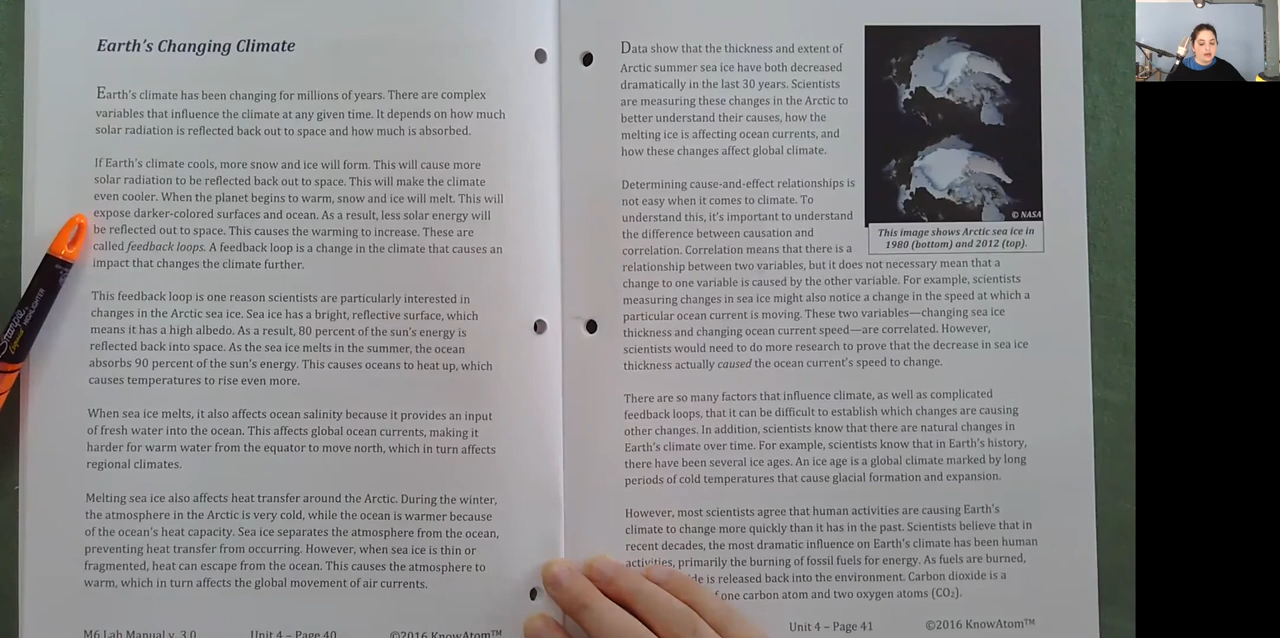 Earth's Changing Climate
Earth's climate has been changing for millions of years. There are complex
variables that influence the climate at any given time. It depends on how much
solar radiation is reflected back out to space and how much is absorbed.
If Earth's climate cools, more snow and ice will form. This will cause more
solar radiation to be reflected back out to space. This will make the climate
even cooler. When the planet begins to warm, snow and ice will melt. This will
expose darker-colored surfaces and ocean. As a result, less solar energy will
be reflected out to space. This causes the warming to increase. These are
called feedback loops. A feedback loop is a change in the climate that causes an
impact that changes the climate further.
This feedback loop is one reason scientists are particularly interested in
changes in the Arctic sea ice. Sea ice has a bright, reflective surface, which
means it has a high albedo. As a result, 80 percent of the sun's energy is
reflected back into space. As the sea ice melts in the summer, the ocean
absorbs 90 percent of the sun's energy. This causes oceans to heat up, which
causes temperatures to rise even more.
When sea ice melts, it also affects ocean salinity because it provides an input
of fresh water into the ocean. This affects global ocean currents, making it
harder for warm water from the equator to move north, which in turn affects
regional climates.
Melting sea ice also affects heat transfer around the Arctic. During the winter,
the atmosphere in the Arctic is very cold, while the ocean is warmer because
of the ocean's heat capacity. Sea ice separates the atmosphere from the ocean,
preventing heat transfer from occurring. However, when sea ice is thin or
fragmented, heat can escape from the ocean. This causes the atmosphere to
warm, which in turn affects the global movement of air currents.
M6 Lab Manual v. 3.0 Unit 4 – Page 40 ©2016 KnowAtom™
Data show that the thickness and extent of
Arctic summer sea ice have both decreased
dramatically in the last 30 years. Scientists
are measuring these changes in the Arctic to
better understand their causes, how the
melting ice is affecting ocean currents, and
how these changes affect global climate.
© NASA
This image shows Arctic sea ice in
1980 (bottom) and 2012 (top).
Determining cause-and-effect relationships is
not easy when it comes to climate. To
understand this, it's important to understand
the difference between causation and
correlation. Correlation means that there is a
relationship between two variables, but it does not necessary mean that a
change to one variable is caused by the other variable. For example, scientists
measuring changes in sea ice might also notice a change in the speed at which a
particular ocean current is moving. These two variables—changing sea ice
thickness and changing ocean current speed—are correlated. However,
scientists would need to do more research to prove that the decrease in sea ice
thickness actually caused the ocean current's speed to change.
There are so many factors that influence climate, as well as complicated
feedback loops, that it can be difficult to establish which changes are causing
other changes. In addition, scientists know that there are natural changes in
Earth's climate over time. For example, scientists know that in Earth's history,
there have been several ice ages. An ice age is a global climate marked by long
periods of cold temperatures that cause glacial formation and expansion.
However, most scientists agree that human activities are causing Earth's
climate to change more quickly than it has in the past. Scientists believe that in
recent decades, the most dramatic influence on Earth's climate has been human
activities, primarily the burning of fossil fuels for energy. As fuels are burned,
is released back into the environment. Carbon dioxide is a
of one carbon atom and two oxygen atoms (CO₂).
Unit 4 – Page 41 ©2016 KnowAtom™
Sharpie
HIGHLIGHTER